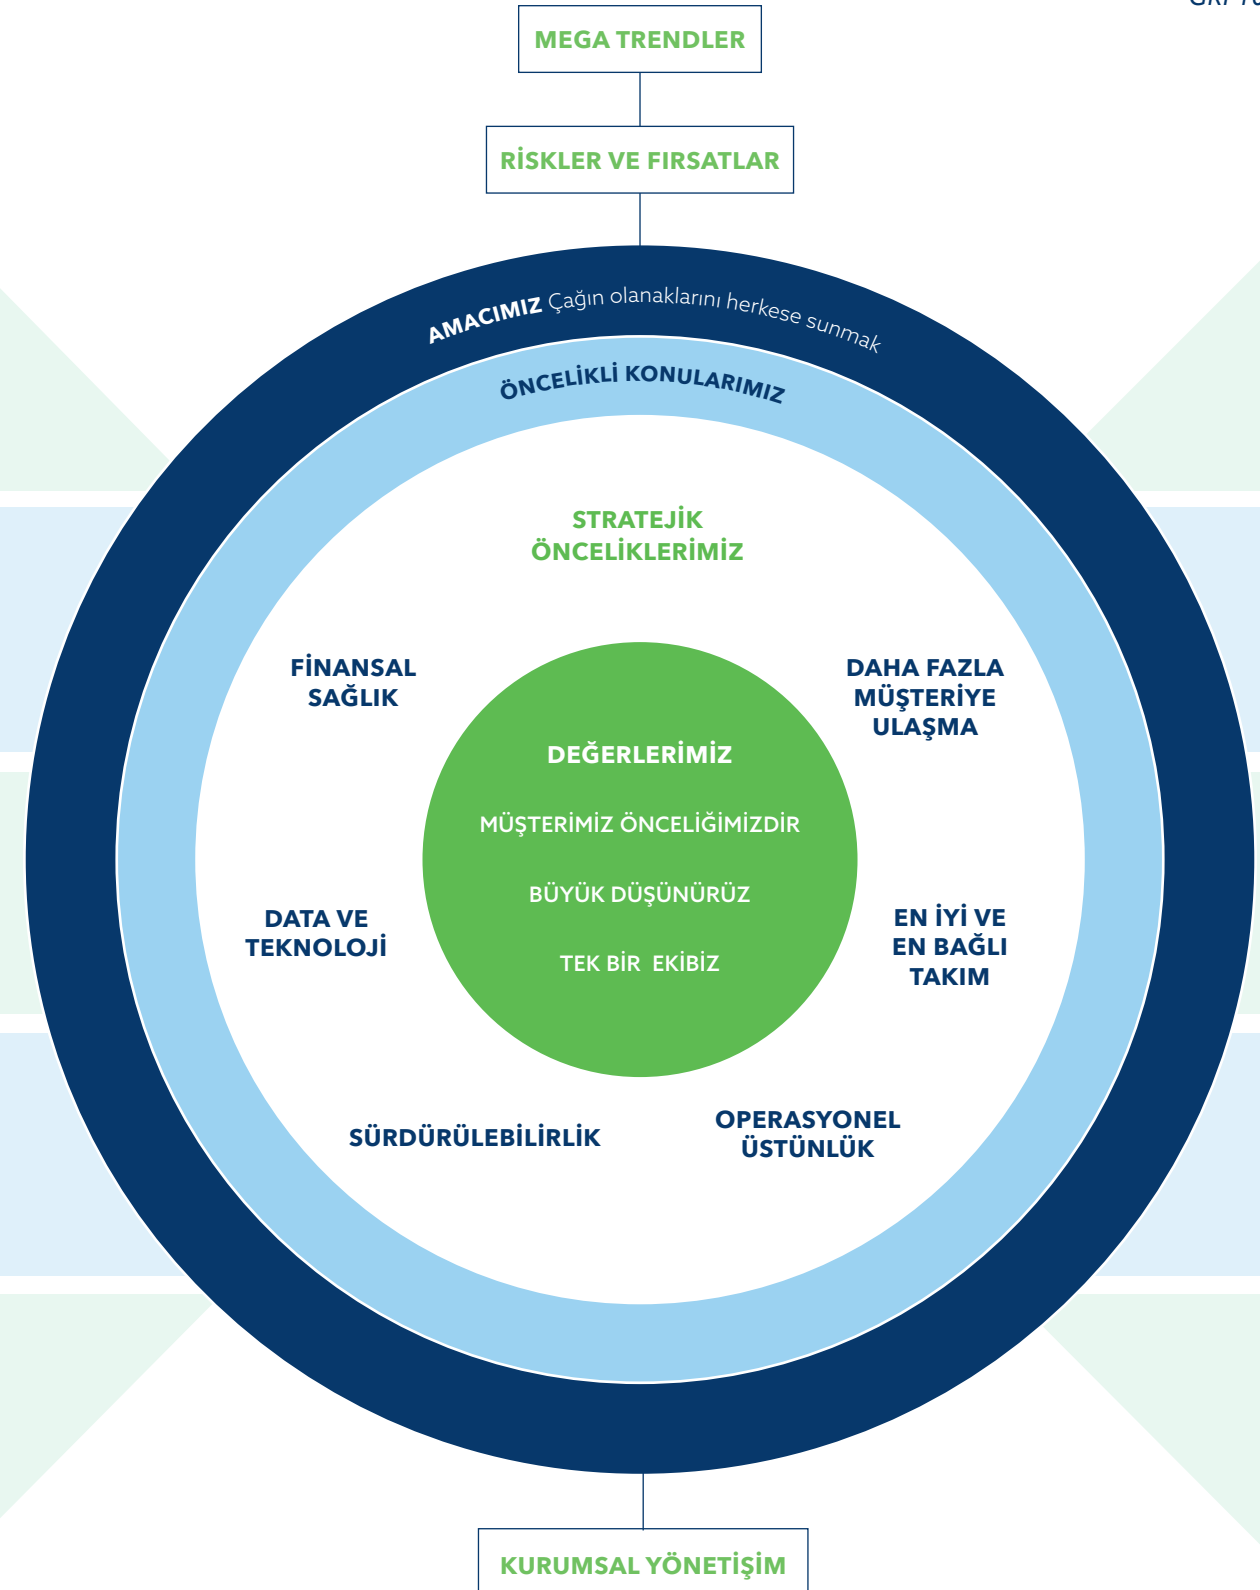 GRI
MEGA TRENDLER
RİSKLER VE FIRSATLAR
AMACIMIZ Çağın olanaklarını herkese sunmak
ÖNCELİKLİ KONULARIMIZ
STRATEJİK
ÖNCELİKLERİMİZ
FİNANSAL
SAĞLIK
DAHA FAZLA
MÜŞTERİYE
ULAŞMA
DEĞERLERİMİZ
MÜŞTERİMİZ ÖNCELİĞİMİZDİR
BÜYÜK DÜŞÜNÜRÜZ
TEK BİR EKİBİZ
DATA VE
TEKNOLOJİ
EN İYİ VE
EN BAĞLI
TAKIM
SÜRDÜRÜLEBİLİRLİK
OPERASYONEL
ÜSTÜNLÜK
KURUMSAL YÖNETİŞİM